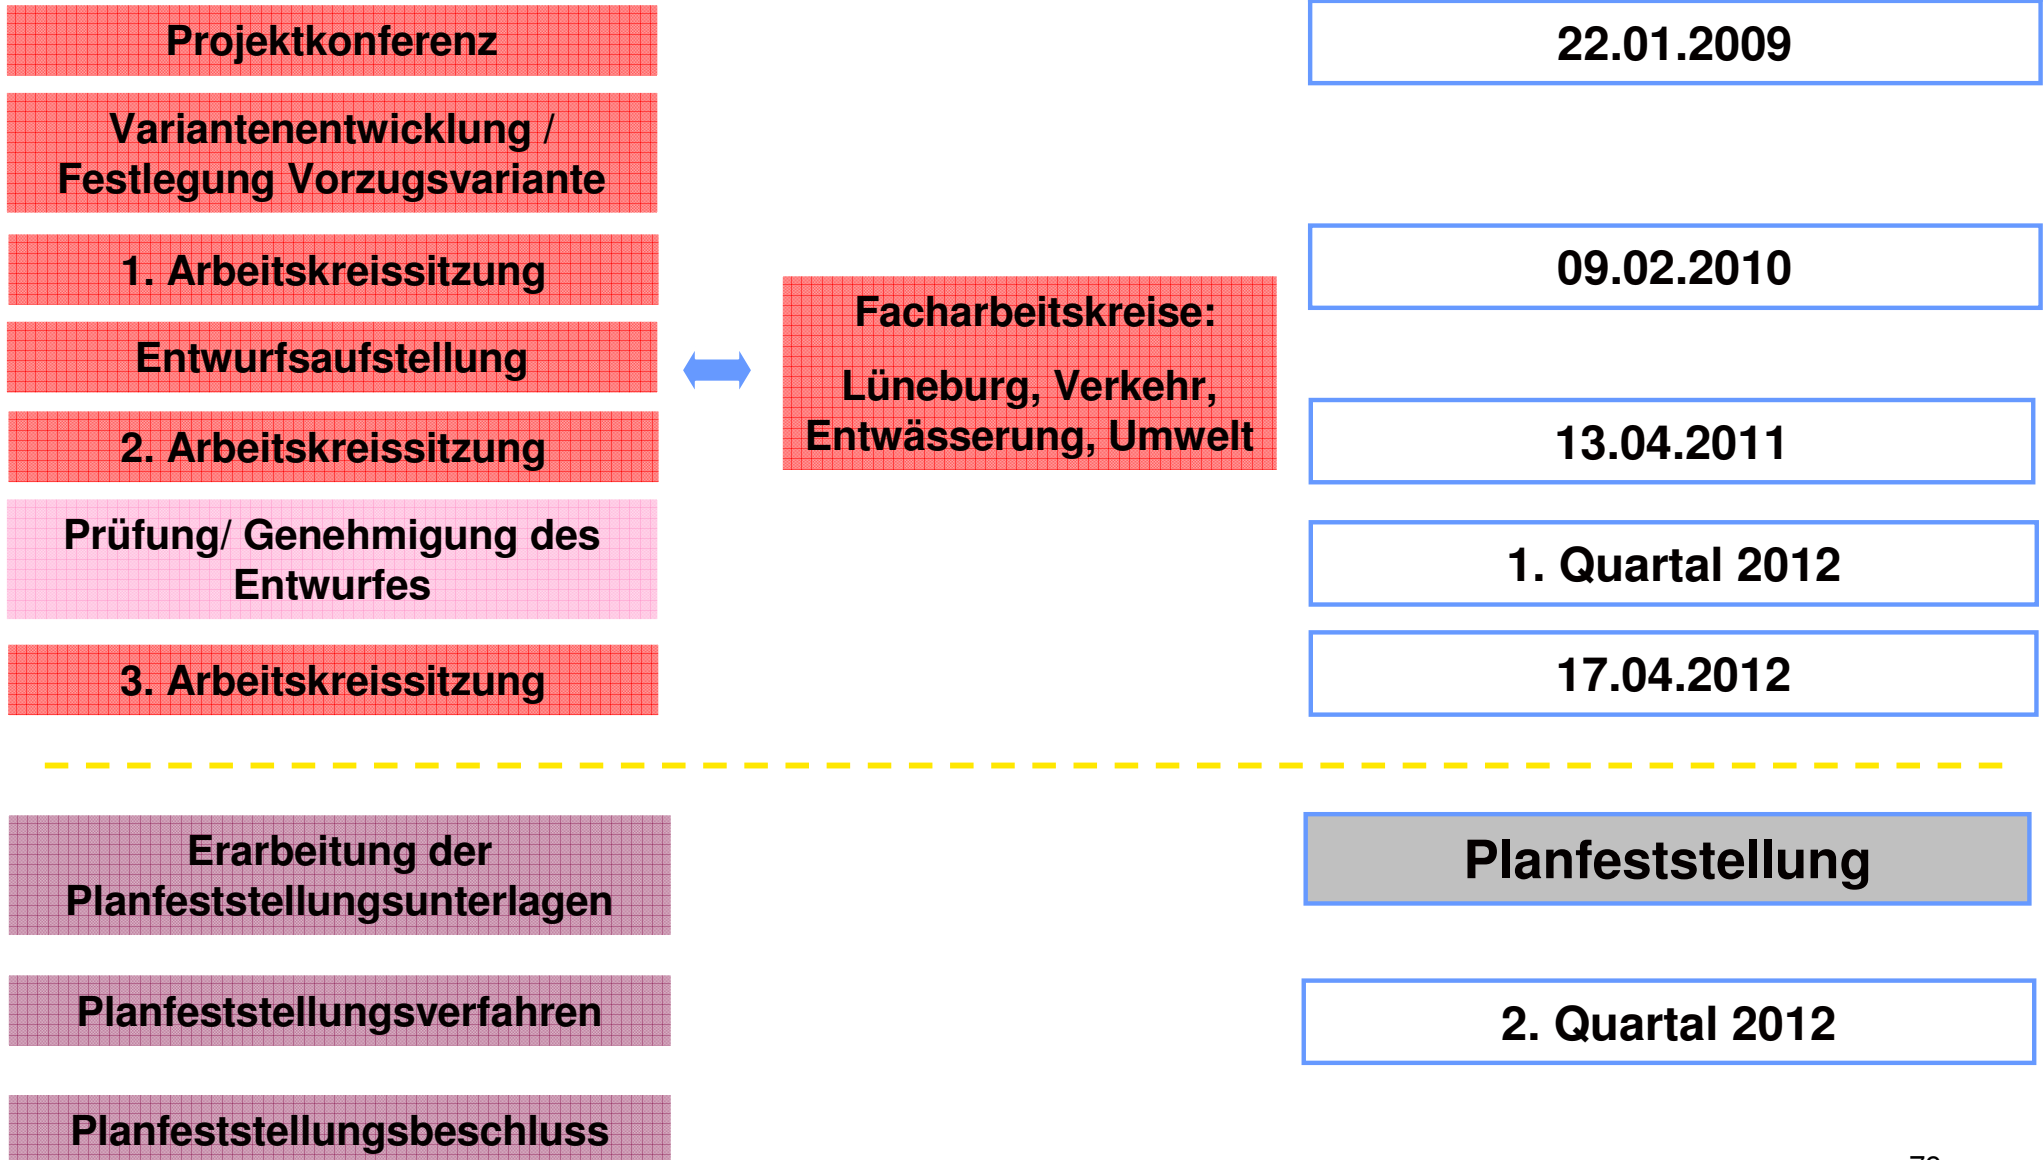 Projektkonferenz
22.01.2009
Variantenentwicklung /
Festlegung Vorzugsvariante
1. Arbeitskreissitzung
09.02.2010
Entwurfsaufstellung
Facharbeitskreise:
Lüneburg, Verkehr,
Entwässerung, Umwelt
2. Arbeitskreissitzung
13.04.2011
Prüfung/ Genehmigung des
Entwurfes
1. Quartal 2012
3. Arbeitskreissitzung
17.04.2012
Erarbeitung der
Planfeststellungsunterlagen
Planfeststellung
Planfeststellungsverfahren
2. Quartal 2012
Planfeststellungsbeschluss